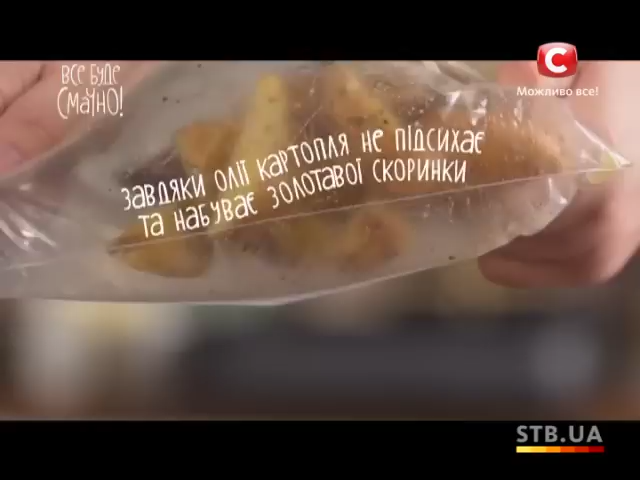 Все буде
Смачно!
С
Можливо все!
Завдяки олії картопля не підсихає
та набуває золотавої скоринки
STB.UA